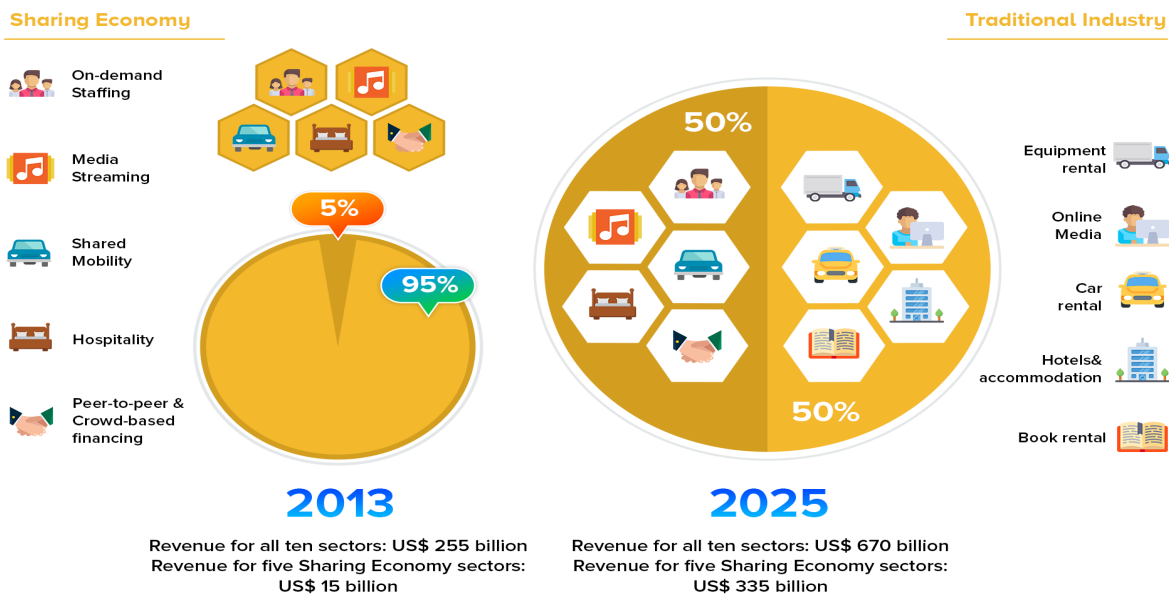 Sharing Economy
Traditional Industry
On-demand
Staffing
Media
Streaming
Shared
Mobility
Hospitality
Peer-to-peer &
Crowd-based
financing
5%
95%
50%
50%
Equipment
rental
Online
Media
Car
rental
Hotels&
accommodation
Book rental
2013
Revenue for all ten sectors: US$ 255 billion
Revenue for five Sharing Economy sectors:
US$ 15 billion
2025
Revenue for all ten sectors: US$ 670 billion
Revenue for five Sharing Economy sectors:
US$ 335 billion